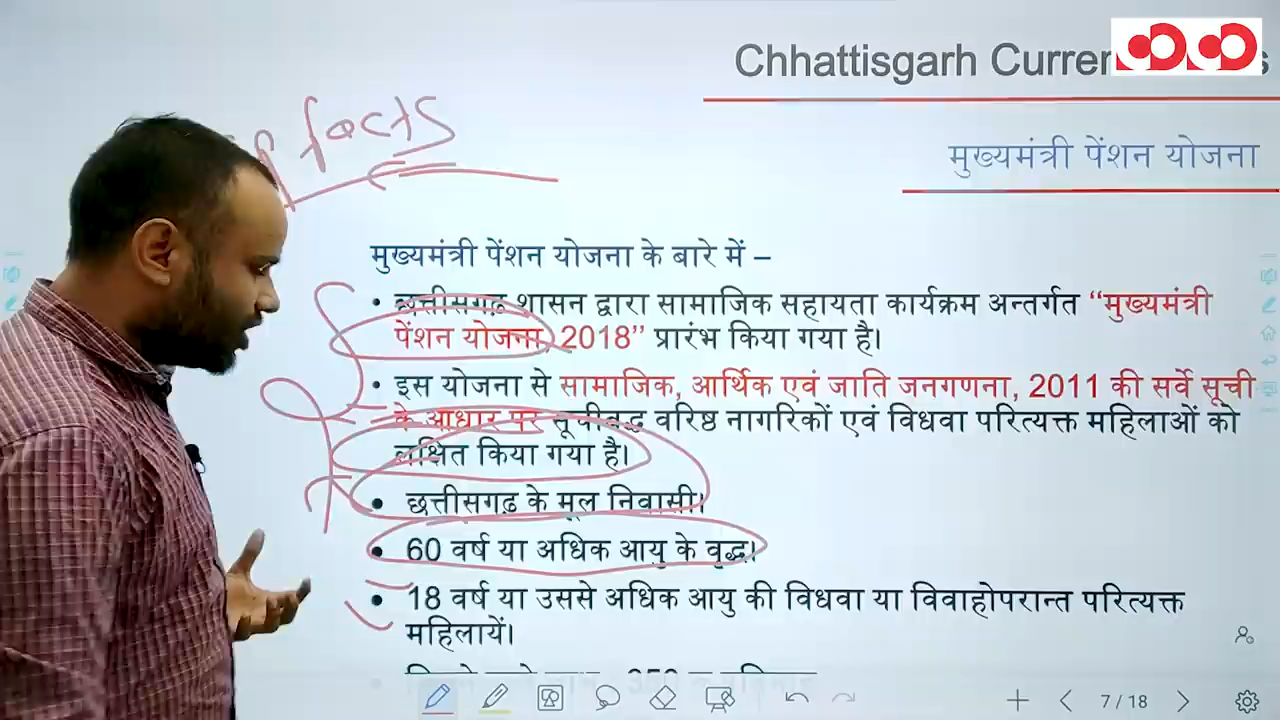 Chhattisgarh Curren
facts
मुख्यमंत्री पेंशन योजना
मुख्यमंत्री पेंशन योजना के बारे में –
• छत्तीसगढ़ शासन द्वारा सामाजिक सहायता कार्यक्रम अन्तर्गत “मुख्यमंत्री
पेंशन योजना, 2018” प्रारंभ किया गया है।
• इस योजना से सामाजिक, आर्थिक एवं जाति जनगणना, 2011 की सर्वे सूची
के आधार पर सूचीबद्ध वरिष्ठ नागरिकों एवं विधवा परित्यक्त महिलाओं को
लक्षित किया गया है।
• छत्तीसगढ़ के मूल निवासी।
• 60 वर्ष या अधिक आयु के वृद्ध।
• 18 वर्ष या उससे अधिक आयु की विधवा या विवाहोपरान्त परित्यक्त
महिलायें।
7 / 18